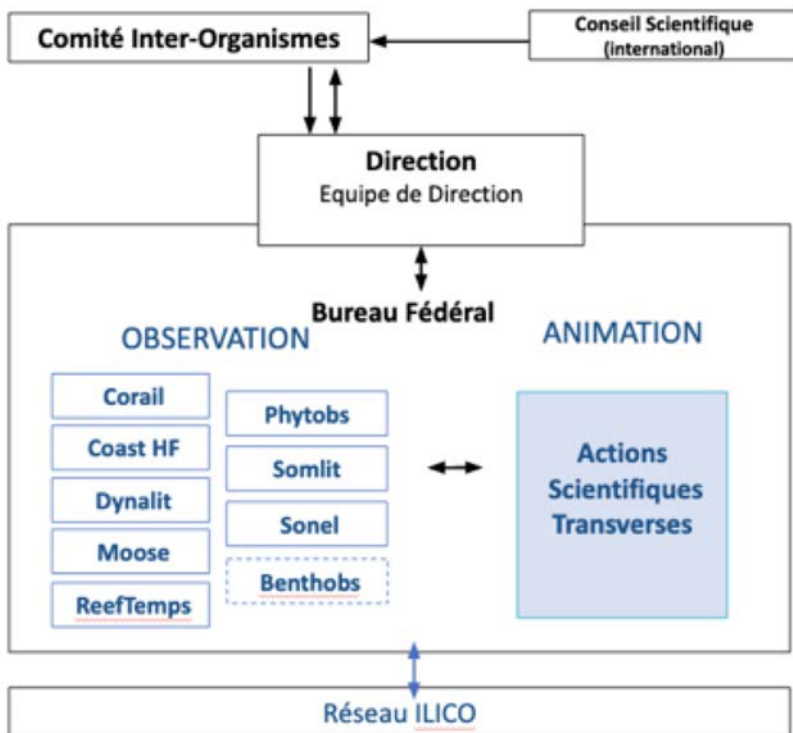 Comité Inter-Organismes
Conseil Scientifique
(international)
Direction
Equipe de Direction
Bureau Fédéral
OBSERVATION
ANIMATION
Corail
Coast HF
Dynalit
Moose
ReefTemps
Phytobs
Somlit
Sonel
Benthobs
Actions
Scientifiques
Transverses
Réseau ILICO